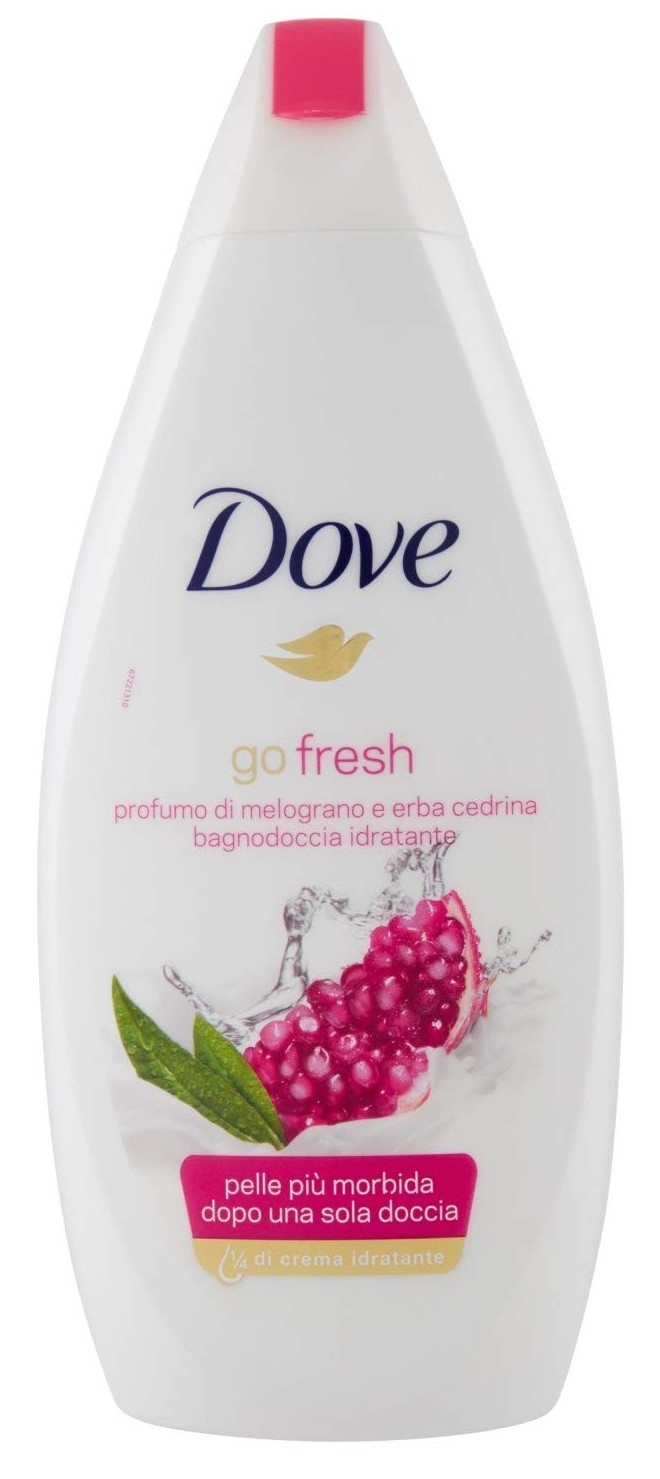 Dove
go fresh
profumo di melograno e erba cedrina
bagnodoccia idratante
pelle più morbida
dopo una sola doccia
¼ di crema idratante